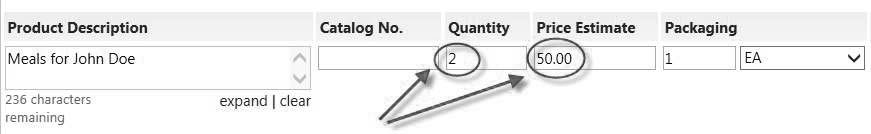 Product Description Catalog No. Quantity Price Estimate Packaging
Meals for John Doe 2 50.00 1 EA
236 characters remaining expand | clear